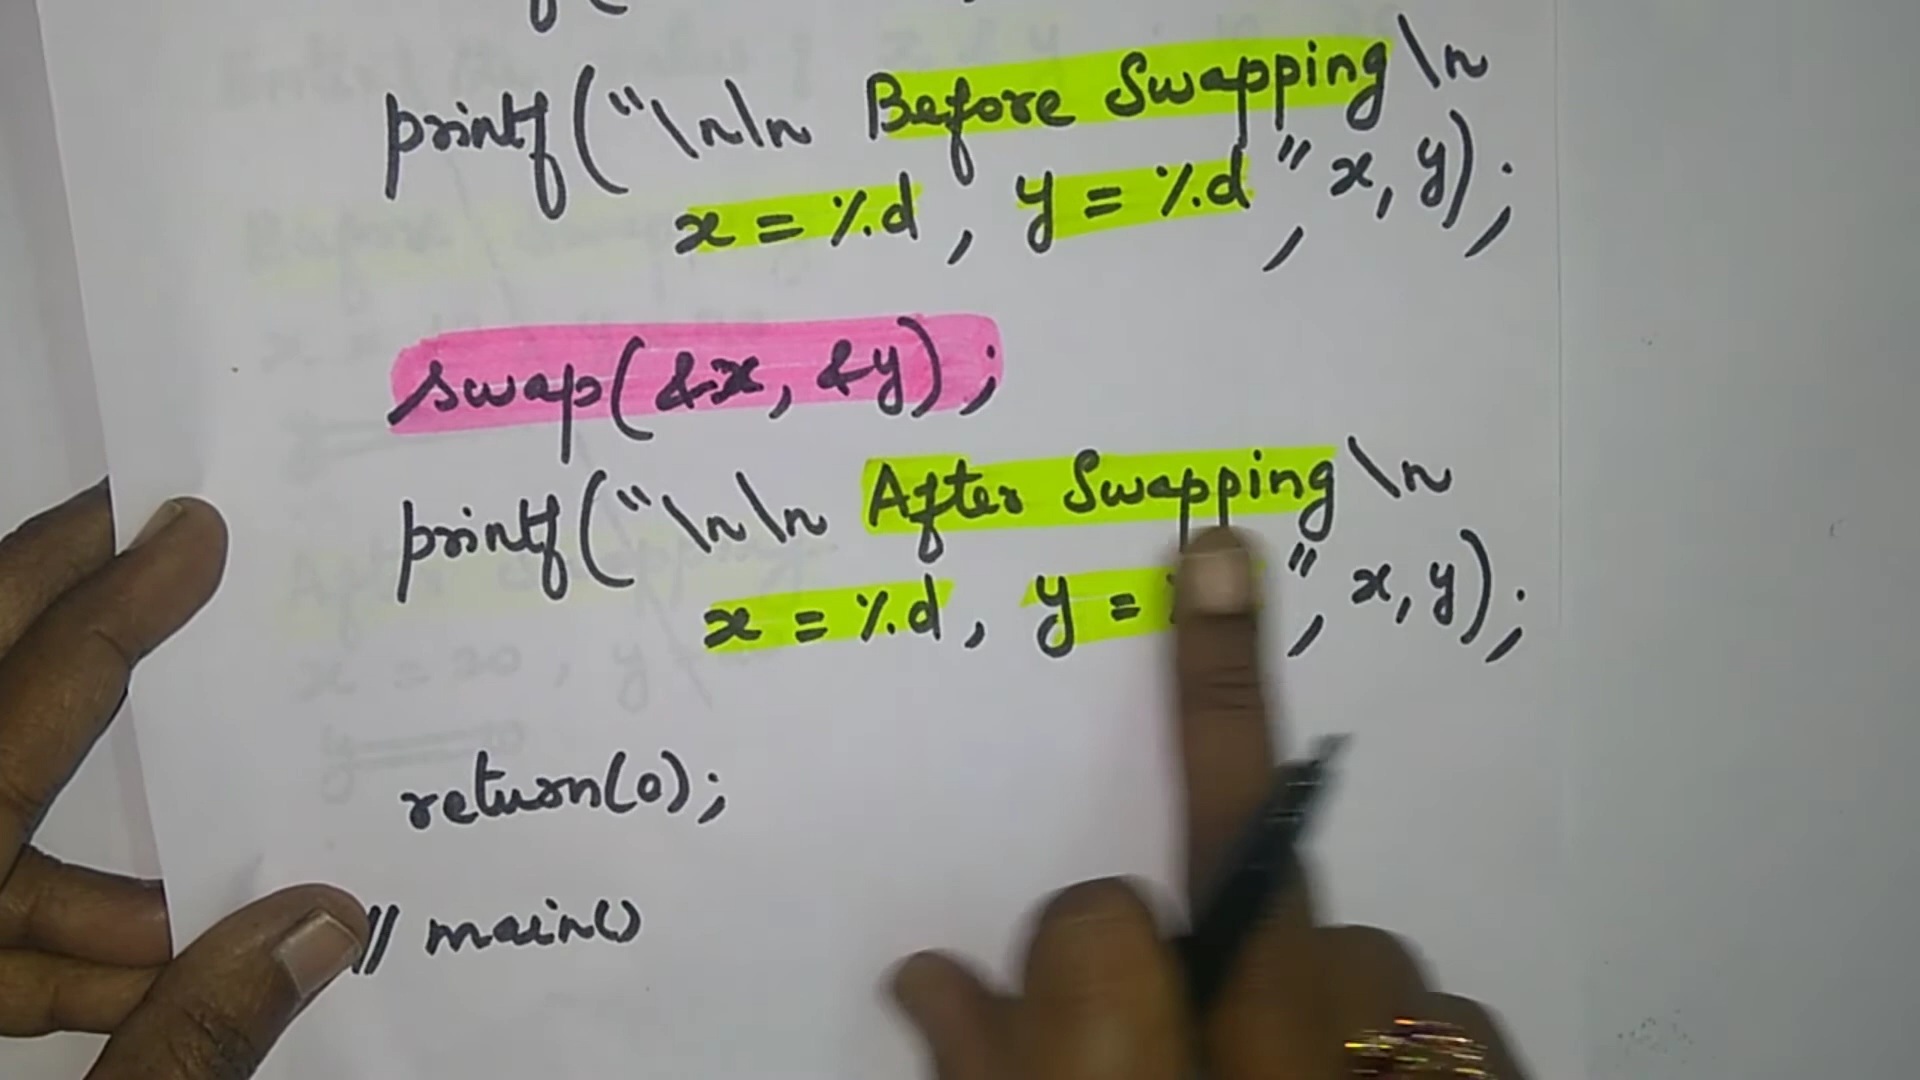 printf("\n\n Before Swapping\n
x = %d, y = %d", x, y);
swap(&x, &y);
printf("\n\n After Swapping\n
x = %d, y = ", x, y);
return(0);
// main()